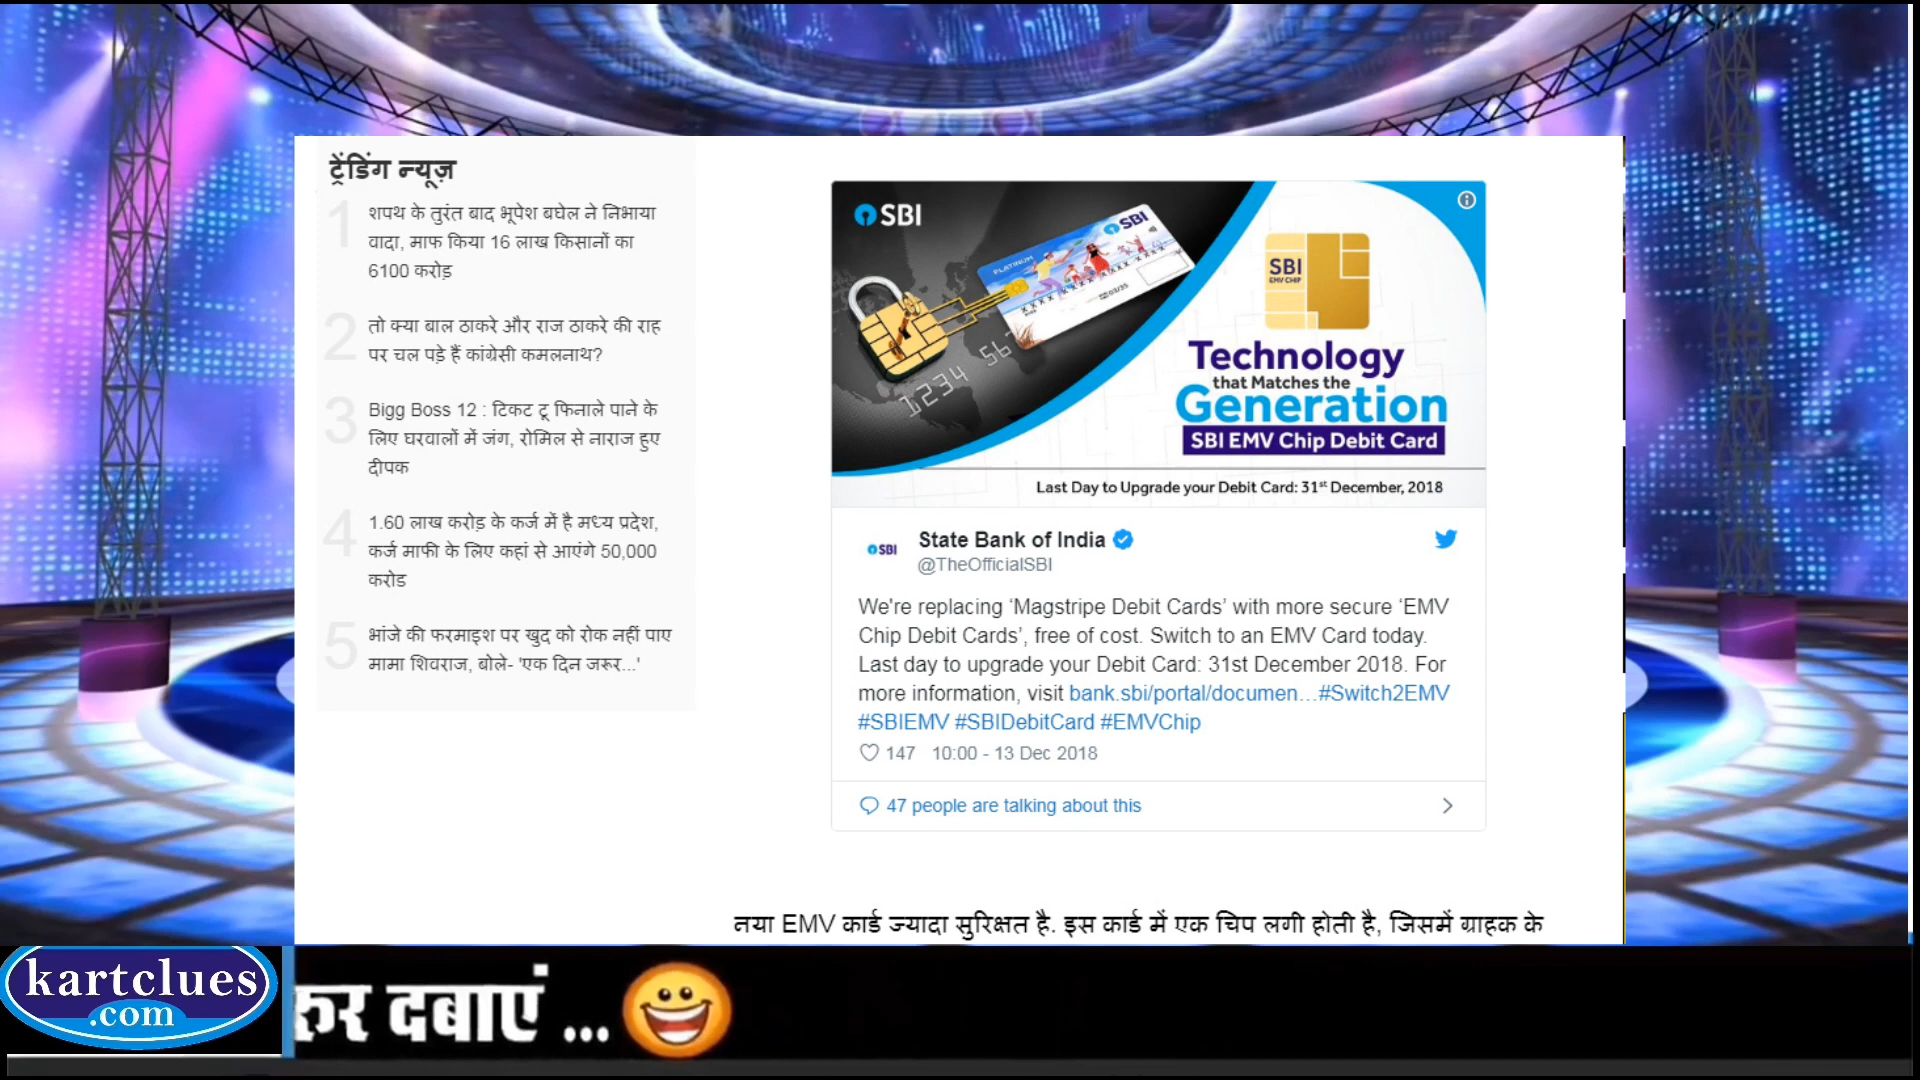 ट्रेंडिंग न्यूज़
1
शपथ के तुरंत बाद भूपेश बघेल ने निभाया
वादा, माफ किया 16 लाख किसानों का
6100 करोड़
2
तो क्या बाल ठाकरे और राज ठाकरे की राह
पर चल पड़े हैं कांग्रेसी कमलनाथ?
3
Bigg Boss 12 : टिकट टू फिनाले पाने के
लिए घरवालों में जंग, रोमिल से नाराज हुए
दीपक
4
1.60 लाख करोड़ के कर्ज में है मध्य प्रदेश,
कर्ज माफी के लिए कहां से आएंगे 50,000
करोड
5
भांजे की फरमाइश पर खुद को रोक नहीं पाए
मामा शिवराज, बोले- 'एक दिन जरूर...'
SBI
SBI
PLATINUM
1234 567
SBI
EMV CHIP
Technology
that Matches the
Generation
SBI EMV Chip Debit Card
Last Day to Upgrade your Debit Card: 31st December, 2018
SBI
State Bank of India
@TheOfficialSBI
We're replacing ‘Magstripe Debit Cards’ with more secure ‘EMV
Chip Debit Cards’, free of cost. Switch to an EMV Card today.
Last day to upgrade your Debit Card: 31st December 2018. For
more information, visit bank.sbi/portal/documen…#Switch2EMV
#SBIEMV #SBIDebitCard #EMVChip
147 10:00 - 13 Dec 2018
47 people are talking about this
नया EMV कार्ड ज्यादा सुरक्षित है. इस कार्ड में एक चिप लगी होती है, जिसमें ग्राहक के
kartclues
.com
रुर दबाएं ...